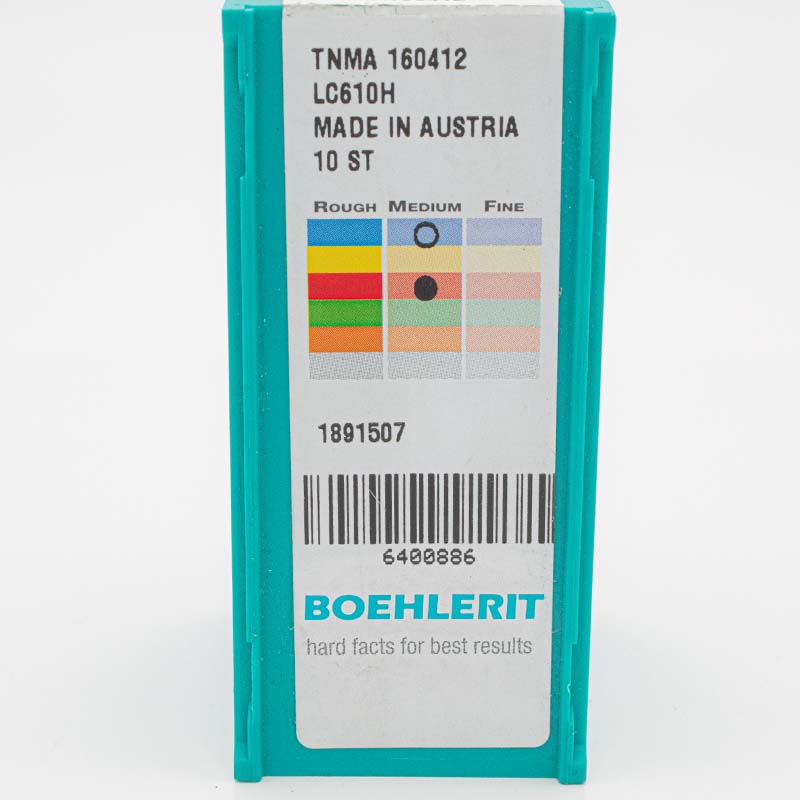 TNMA 160412
LC610H
MADE IN AUSTRIA
10 ST
ROUGH MEDIUM FINE
1891507
6400886
BOEHLERIT
hard facts for best results